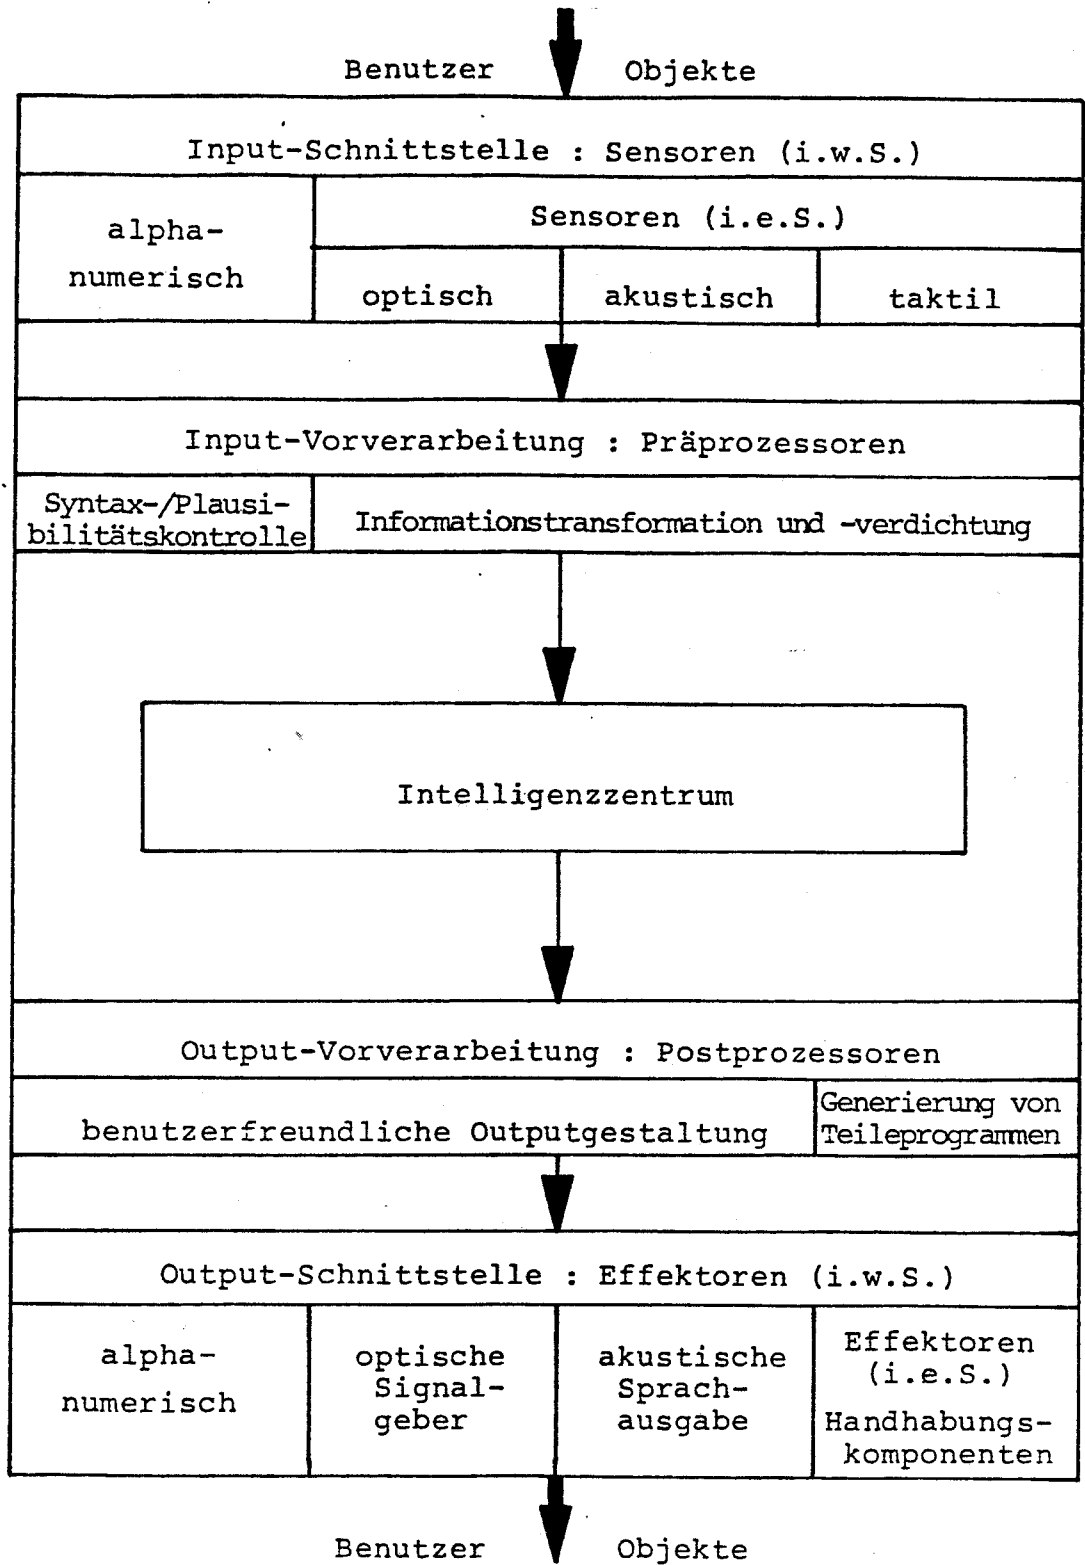 Benutzer Objekte
Input-Schnittstelle : Sensoren (i.w.S.)
alpha-
numerisch
Sensoren (i.e.S.)
optisch
akustisch
taktil
Input-Vorverarbeitung : Präprozessoren
Syntax-/Plausi-
bilitätskontrolle
Informationstransformation und -verdichtung
Intelligenzzentrum
Output-Vorverarbeitung : Postprozessoren
benutzerfreundliche Outputgestaltung
Generierung von
Teileprogrammen
Output-Schnittstelle : Effektoren (i.w.S.)
alpha-
numerisch
optische
Signal-
geber
akustische
Sprach-
ausgabe
Effektoren
(i.e.S.)
Handhabungs-
komponenten
Benutzer Objekte